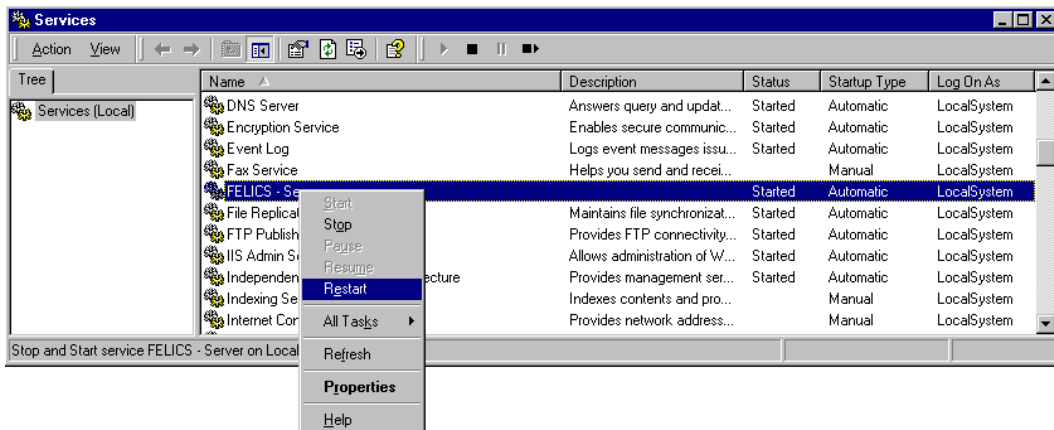 Services
Action View
Tree
Services (Local)
Name Description Status Startup Type Log On As
DNS Server Answers query and updat... Started Automatic LocalSystem
Encryption Service Enables secure communic... Started Automatic LocalSystem
Event Log Logs event messages issu... Started Automatic LocalSystem
Fax Service Helps you send and recei... Manual LocalSystem
FELICS - Se Started Automatic LocalSystem
File Replica Maintains file synchronizat... Started Automatic LocalSystem
FTP Publish Provides FTP connectivity... Started Automatic LocalSystem
IIS Admin S Allows administration of W... Started Automatic LocalSystem
Independen ecture Provides management ser... Started Automatic LocalSystem
Indexing Se Indexes contents and pro... Manual LocalSystem
Internet Con Provides network address... Manual LocalSystem
Start
Stop
Pause
Resume
Restart
All Tasks
Refresh
Properties
Help
Stop and Start service FELICS - Server on Local